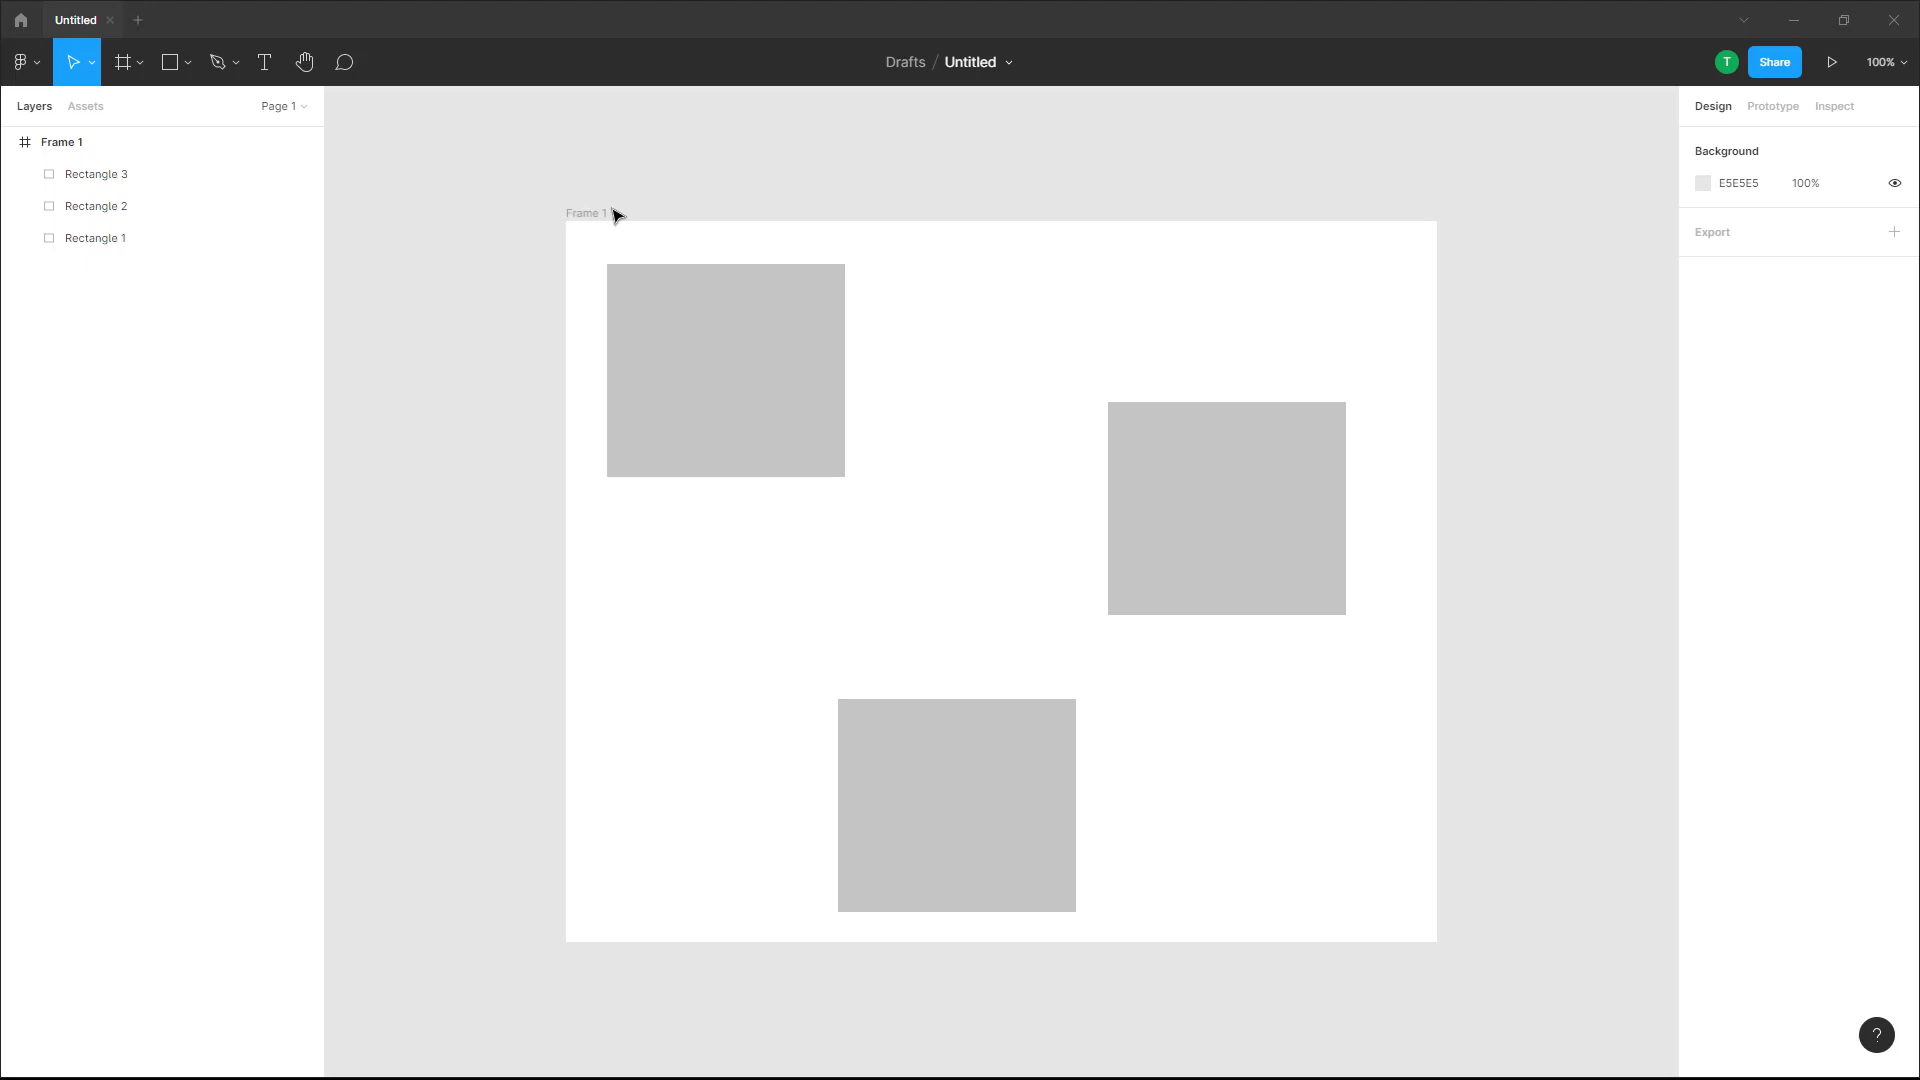 Untitled
Drafts / Untitled
T
Share
100%
Layers Assets Page 1
Frame 1
Rectangle 3
Rectangle 2
Rectangle 1
Frame 1
Design Prototype Inspect
Background
E5E5E5 100%
Export
?